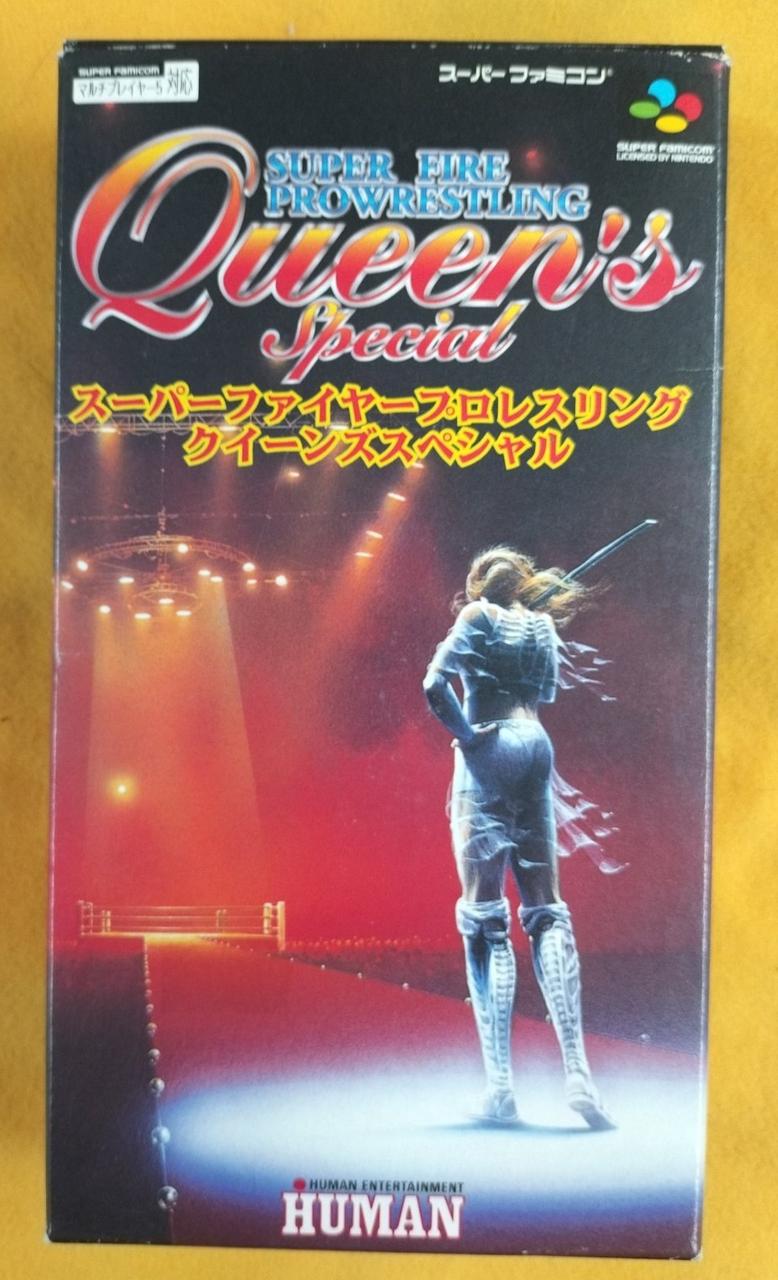 SUPER FAMICOM
マルチプレイヤー5 対応
スーパーファミコン®
SUPER FAMICOM
LICENSED BY NINTENDO
SUPER FIRE
PROWRESTLING
Queen's
Special
スーパーファイヤープロレスリング
クイーンズスペシャル
HUMAN ENTERTAINMENT
HUMAN